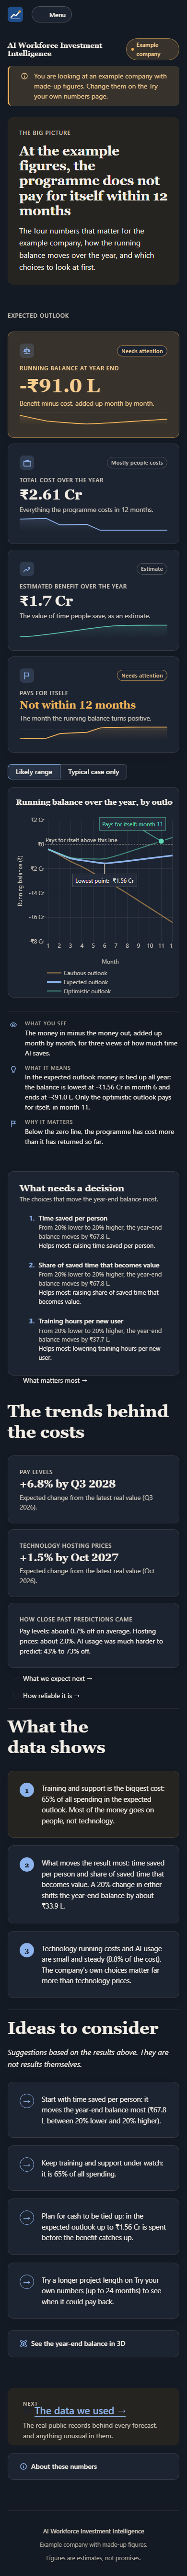 Menu
AI Workforce Investment
Intelligence
Example
company
You are looking at an example company with
made-up figures. Change them on the Try
your own numbers page.
THE BIG PICTURE
At the example
figures, the
programme does not
pay for itself within 12
months
The four numbers that matter for the
example company, how the running
balance moves over the year, and which
choices to look at first.
EXPECTED OUTLOOK
Needs attention
RUNNING BALANCE AT YEAR END
-₹91.0 L
Benefit minus cost, added up month by month.
Mostly people costs
TOTAL COST OVER THE YEAR
₹2.61 Cr
Everything the programme costs in 12 months.
Estimate
ESTIMATED BENEFIT OVER THE YEAR
₹1.7 Cr
The value of time people save, as an estimate.
Needs attention
PAYS FOR ITSELF
Not within 12 months
The month the running balance turns positive.
Likely range
Typical case only
Running balance over the year, by outlo
₹2 Cr
Pays for itself: month 11
Pays for itself above this line
₹0
-₹2 Cr
Lowest point: -₹1.56 Cr
-₹4 Cr
-₹6 Cr
-₹8 Cr
Running balance (₹)
1 2 3 4 5 6 7 8 9 10 11 1
Month
Cautious outlook
Expected outlook
Optimistic outlook
WHAT YOU SEE
The money in minus the money out, added up
month by month, for three views of how much time
AI saves.
WHAT IT MEANS
In the expected outlook money is tied up all year:
the balance is lowest at -₹1.56 Cr in month 6 and
ends at -₹91.0 L. Only the optimistic outlook pays
for itself, in month 11.
WHY IT MATTERS
Below the zero line, the programme has cost more
than it has returned so far.
What needs a decision
The choices that move the year-end balance most.
1. Time saved per person
From 20% lower to 20% higher, the year-end
balance moves by ₹67.8 L.
Helps most: raising time saved per person.
2. Share of saved time that becomes value
From 20% lower to 20% higher, the year-end
balance moves by ₹67.8 L.
Helps most: raising share of saved time that
becomes value.
3. Training hours per new user
From 20% lower to 20% higher, the year-end
balance moves by ₹37.7 L.
Helps most: lowering training hours per new
user.
What matters most →
The trends behind
the costs
PAY LEVELS
+6.8% by Q3 2028
Expected change from the latest real value (Q3
2026).
TECHNOLOGY HOSTING PRICES
+1.5% by Oct 2027
Expected change from the latest real value (Oct
2026).
HOW CLOSE PAST PREDICTIONS CAME
Pay levels: about 0.7% off on average. Hosting
prices: about 2.0%. AI usage was much harder to
predict: 43% to 73% off.
What we expect next →
How reliable it is →
What the
data shows
1 Training and support is the biggest cost:
65% of all spending in the expected
outlook. Most of the money goes on
people, not technology.
2 What moves the result most: time saved
per person and share of saved time that
becomes value. A 20% change in either
shifts the year-end balance by about
₹33.9 L.
3 Technology running costs and AI usage
are small and steady (8.8% of the cost).
The company's own choices matter far
more than technology prices.
Ideas to consider
Suggestions based on the results above. They are
not results themselves.
Start with time saved per person: it
moves the year-end balance most (₹67.8
L between 20% lower and 20% higher).
Keep training and support under watch:
it is 65% of all spending.
Plan for cash to be tied up: in the
expected outlook up to ₹1.56 Cr is spent
before the benefit catches up.
Try a longer project length on Try your
own numbers (up to 24 months) to see
when it could pay back.
See the year-end balance in 3D
NEXT
The data we used →
The real public records behind every forecast,
and anything unusual in them.
About these numbers
AI Workforce Investment Intelligence
Example company with made-up figures.
Figures are estimates, not promises.